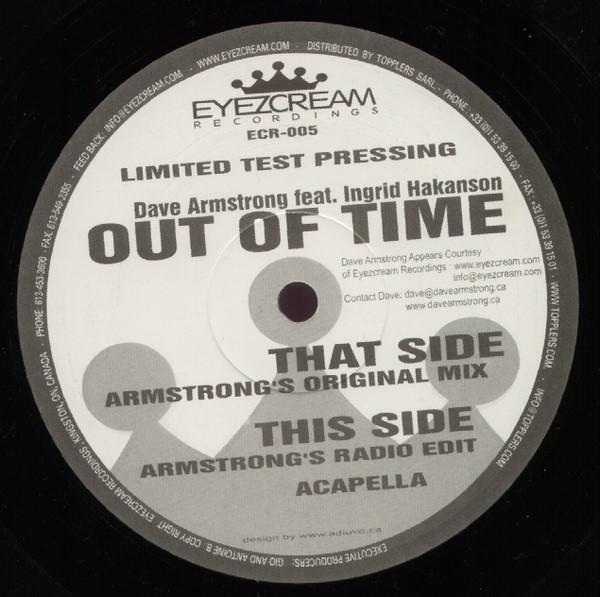 EYEZCREAM
RECORDINGS
ECR-005
LIMITED TEST PRESSING
Dave Armstrong feat. Ingrid Hakanson
OUT OF TIME
Dave Armstrong Appears Courtesy
of Eyezcream Recordings · www.eyezcream.com
info@eyezcream.com
Contact Dave: dave@davearmstrong.ca
www.davearmstrong.ca
THAT SIDE
ARMSTRONG'S ORIGINAL MIX
THIS SIDE
ARMSTRONG'S RADIO EDIT
ACAPELLA
design by www.adiuvo.ca
EXECUTIVE PRODUCERS: GIO AND ANTOINE B. COPY RIGHT EYEZCREAM RECORDINGS, KINGSTON, ON, CANADA · PHONE: 613-453-3690 · FAX: 613-549-2355 · FEED BACK: INFO@EYEZCREAM.COM · WWW.EYEZCREAM.COM · DISTRIBUTED BY TOPPLERS SARL · PHONE: +33 (0)1 53 39 15 00 · FAX: +33 (0)1 53 39 15 01 · WWW.TOPPLERS.COM · INFO@TOPPLERS.COM